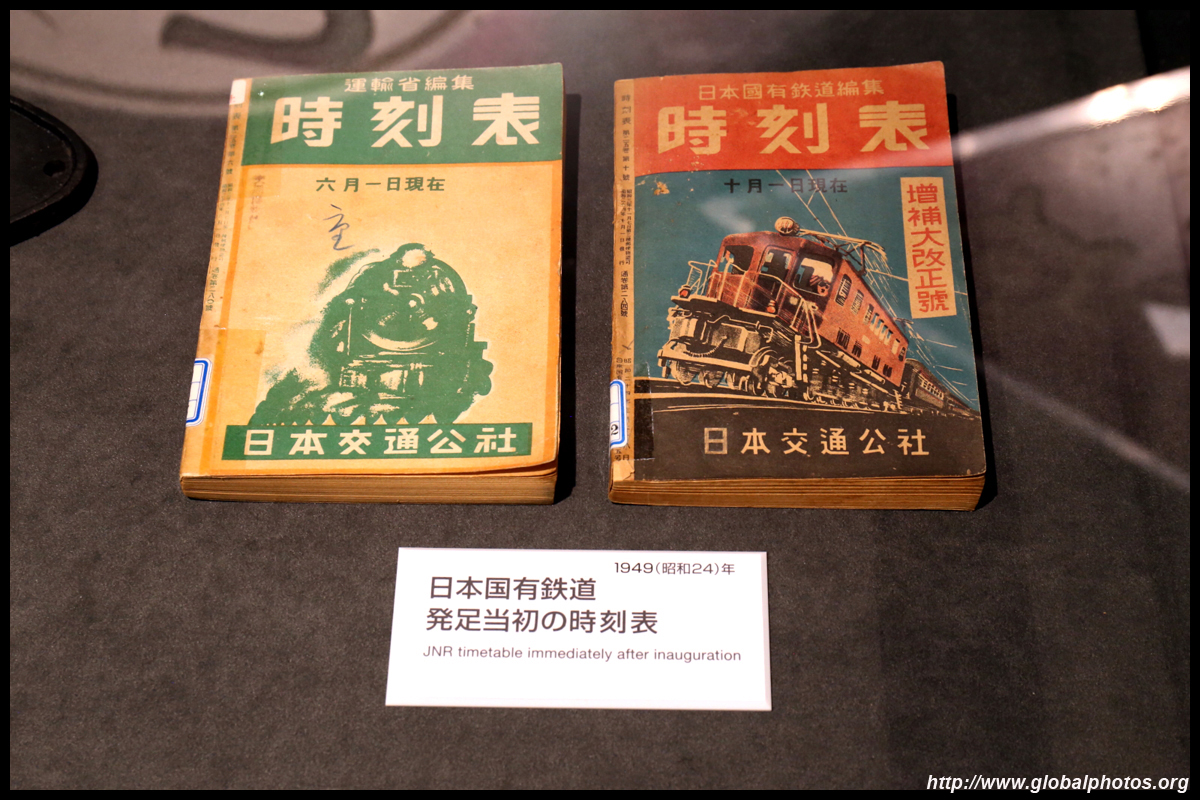 運輸省編集
時刻表
六月一日現在
日本交通公社
日本國有鉄道編集
時刻表
十月一日現在
増補大改正號
日本交通公社
2
1949(昭和24)年
日本国有鉄道
発足当初の時刻表
JNR timetable immediately after inauguration
http://www.globalphotos.org